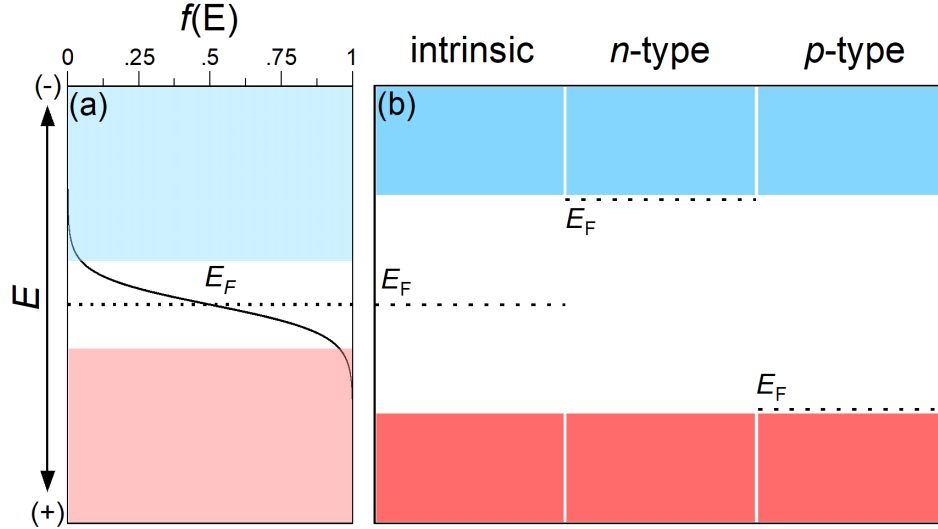 f(E)
0 .25 .5 .75 1
intrinsic n-type p-type
(-)
(a)
(b)
E_F
E_F
E_F
E_F
E
(+)